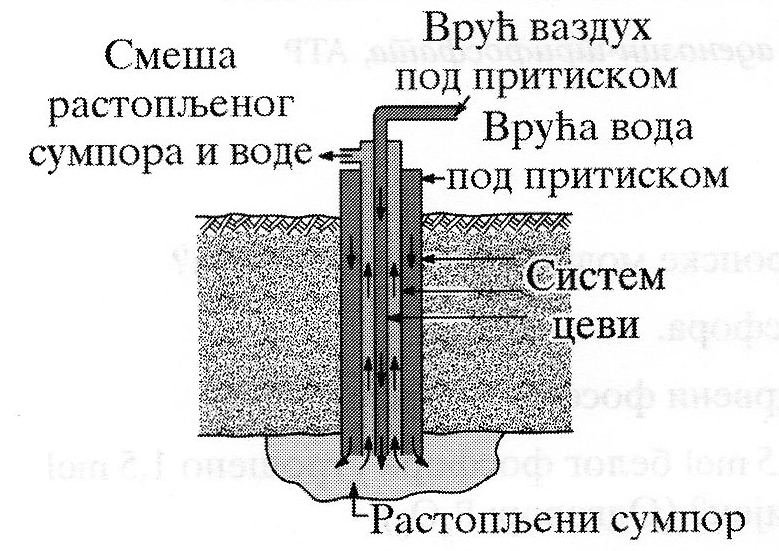 Врућ ваздух
под притиском
Смеша
растопљеног
сумпора и воде
Врућа вода
под притиском
Систем
цеви
Растопљени сумпор